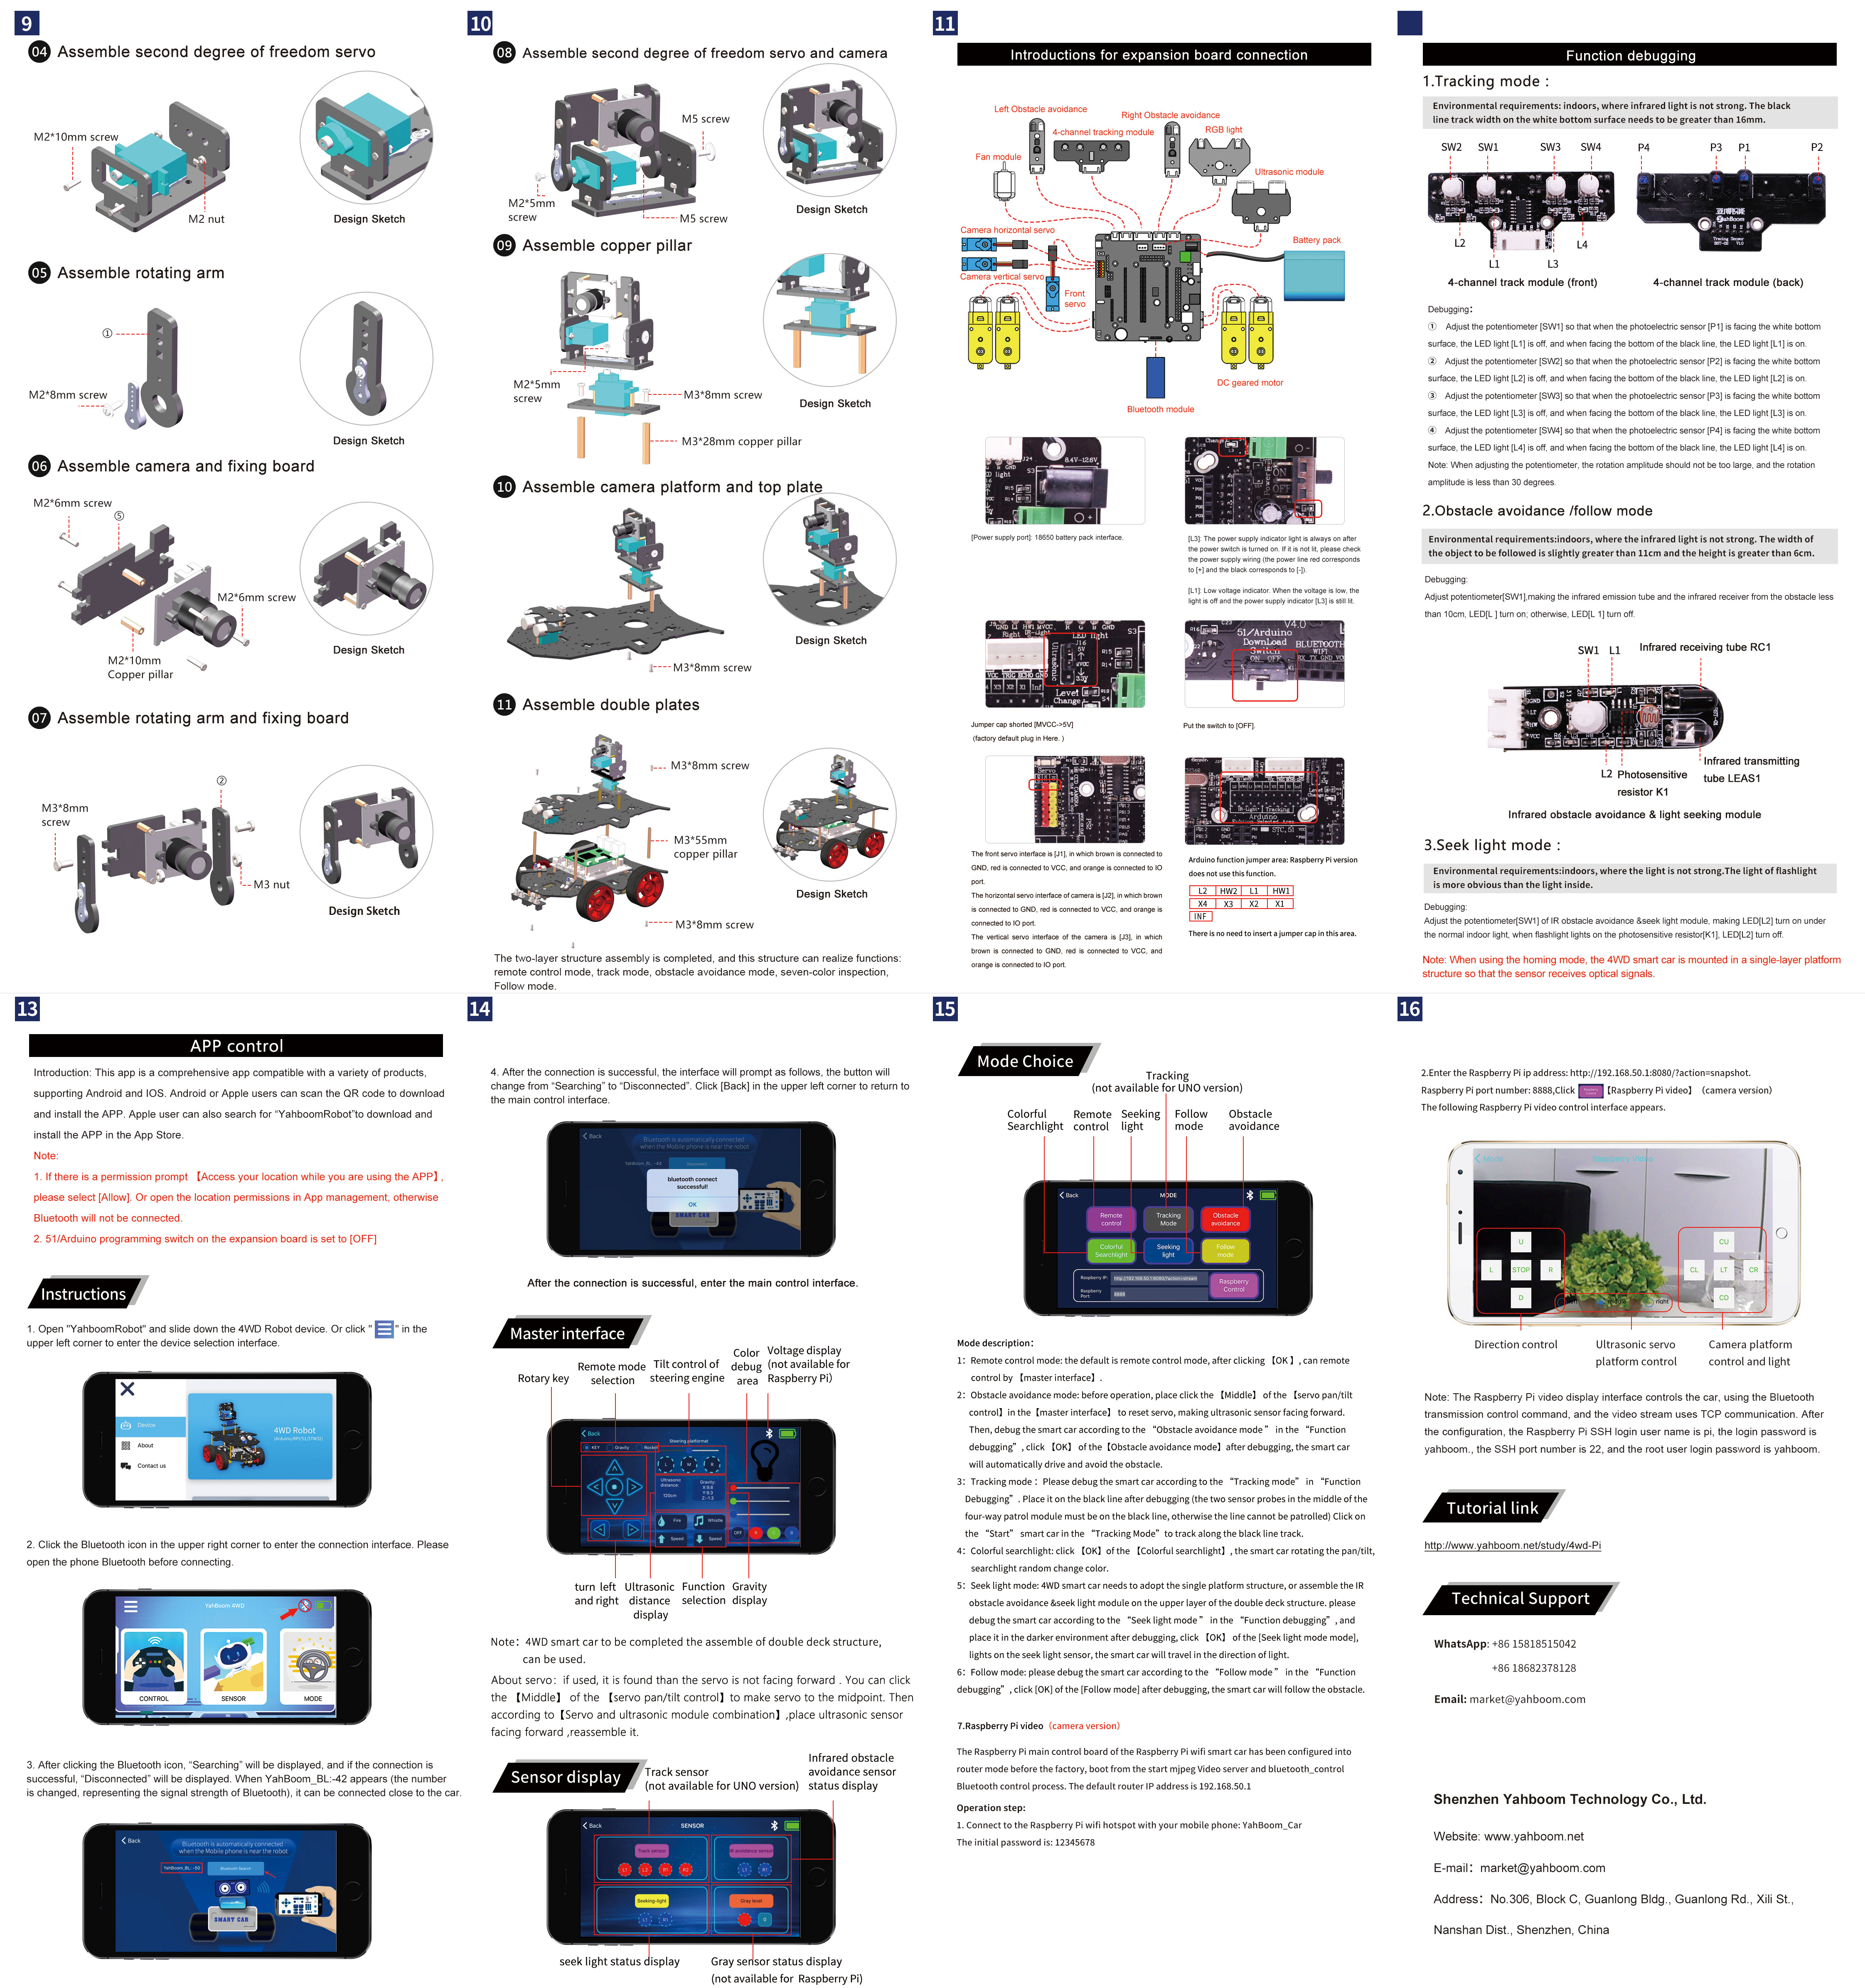 9
04 Assemble second degree of freedom servo
M2*10mm screw
M2 nut
Design Sketch
05 Assemble rotating arm
①
M2*8mm screw
Design Sketch
06 Assemble camera and fixing board
M2*6mm screw
⑤
M2*6mm screw
M2*10mm
Copper pillar
Design Sketch
07 Assemble rotating arm and fixing board
②
M3*8mm
screw
M3 nut
Design Sketch
10
08 Assemble second degree of freedom servo and camera
M5 screw
M2*5mm
screw
M5 screw
Design Sketch
09 Assemble copper pillar
M2*5mm
screw
M3*8mm screw
M3*28mm copper pillar
Design Sketch
10 Assemble camera platform and top plate
M3*8mm screw
Design Sketch
11 Assemble double plates
M3*8mm screw
M3*55mm
copper pillar
M3*8mm screw
Design Sketch
The two-layer structure assembly is completed, and this structure can realize functions:
remote control mode, track mode, obstacle avoidance mode, seven-color inspection,
Follow mode.
11
Introductions for expansion board connection
Left Obstacle avoidance
Right Obstacle avoidance
4-channel tracking module
RGB light
Fan module
Ultrasonic module
Camera horizontal servo
Battery pack
Camera vertical servo
Front
servo
DC geared motor
Bluetooth module
[Power supply port]: 18650 battery pack interface.
[L3]: The power supply indicator light is always on after
the power switch is turned on. If it is not lit, please check
the power supply wiring (the power line red corresponds
to [+] and the black corresponds to [-]).
[L1]: Low voltage indicator. When the voltage is low, the
light is off and the power supply indicator [L3] is still lit.
Jumper cap shorted [MVCC->5V]
(factory default plug in Here. )
Put the switch to [OFF].
The front servo interface is [J1], in which brown is connected to
GND, red is connected to VCC, and orange is connected to IO
port.
The horizontal servo interface of camera is [J2], in which brown
is connected to GND, red is connected to VCC, and orange is
connected to IO port.
The vertical servo interface of the camera is [J3], in which
brown is connected to GND, red is connected to VCC, and
orange is connected to IO port.
Arduino function jumper area: Raspberry Pi version
does not use this function.
L2 HW2 L1 HW1
X4 X3 X2 X1
INF
There is no need to insert a jumper cap in this area.
Function debugging
1.Tracking mode :
Environmental requirements: indoors, where infrared light is not strong. The black
line track width on the white bottom surface needs to be greater than 16mm.
SW2 SW1 SW3 SW4 P4 P3 P1 P2
L2 L1 L3 L4
4-channel track module (front)
4-channel track module (back)
Debugging:
① Adjust the potentiometer [SW1] so that when the photoelectric sensor [P1] is facing the white bottom
surface, the LED light [L1] is off, and when facing the bottom of the black line, the LED light [L1] is on.
② Adjust the potentiometer [SW2] so that when the photoelectric sensor [P2] is facing the white bottom
surface, the LED light [L2] is off, and when facing the bottom of the black line, the LED light [L2] is on.
③ Adjust the potentiometer [SW3] so that when the photoelectric sensor [P3] is facing the white bottom
surface, the LED light [L3] is off, and when facing the bottom of the black line, the LED light [L3] is on.
④ Adjust the potentiometer [SW4] so that when the photoelectric sensor [P4] is facing the white bottom
surface, the LED light [L4] is off, and when facing the bottom of the black line, the LED light [L4] is on.
Note: When adjusting the potentiometer, the rotation amplitude should not be too large, and the rotation
amplitude is less than 30 degrees.
2.Obstacle avoidance /follow mode
Environmental requirements:indoors, where the infrared light is not strong. The width of
the object to be followed is slightly greater than 11cm and the height is greater than 6cm.
Debugging:
Adjust potentiometer[SW1],making the infrared emission tube and the infrared receiver from the obstacle less
than 10cm, LED[L ] turn on; otherwise, LED[L 1] turn off.
SW1 L1 Infrared receiving tube RC1
L2 Photosensitive
resistor K1
Infrared transmitting
tube LEAS1
Infrared obstacle avoidance & light seeking module
3.Seek light mode :
Environmental requirements:indoors, where the light is not strong.The light of flashlight
is more obvious than the light inside.
Debugging:
Adjust the potentiometer[SW1] of IR obstacle avoidance &seek light module, making LED[L2] turn on under
the normal indoor light, when flashlight lights on the photosensitive resistor[K1], LED[L2] turn off.
Note: When using the homing mode, the 4WD smart car is mounted in a single-layer platform
structure so that the sensor receives optical signals.
13
APP control
Introduction: This app is a comprehensive app compatible with a variety of products,
supporting Android and IOS. Android or Apple users can scan the QR code to download
and install the APP. Apple user can also search for “YahboomRobot”to download and
install the APP in the App Store.
Note:
1. If there is a permission prompt 【Access your location while you are using the APP】,
please select [Allow]. Or open the location permissions in App management, otherwise
Bluetooth will not be connected.
2. 51/Arduino programming switch on the expansion board is set to [OFF]
Instructions
1. Open "YahboomRobot" and slide down the 4WD Robot device. Or click " " in the
upper left corner to enter the device selection interface.
Device
About
Contact us
4WD Robot
2. Click the Bluetooth icon in the upper right corner to enter the connection interface. Please
open the phone Bluetooth before connecting.
YahBoom 4WD
CONTROL
SENSOR
MODE
3. After clicking the Bluetooth icon, “Searching” will be displayed, and if the connection is
successful, “Disconnected” will be displayed. When YahBoom_BL:-42 appears (the number
is changed, representing the signal strength of Bluetooth), it can be connected close to the car.
Back
Bluetooth is automatically connected
when the Mobile phone is near the robot
YahBoom_BL: -50
Bluetooth Search
SMART CAR
14
4. After the connection is successful, the interface will prompt as follows, the button will
change from “Searching” to “Disconnected”. Click [Back] in the upper left corner to return to
the main control interface.
Back
Bluetooth is automatically connected
when the Mobile phone is near the robot
bluetooth connect
successful!
OK
SMART CAR
After the connection is successful, enter the main control interface.
Master interface
Rotary key
Remote mode
selection
Tilt control of
steering engine
Color
debug
area
Voltage display
(not available for
Raspberry Pi)
Back
KEY Gravity Rocker
L M R
Ultrasonic
distance:
120cm
Gravity:
Fire Whistle
Speed Speed
OFF R G B
turn left
and right
Ultrasonic
distance
display
Function
selection
Gravity
display
Note: 4WD smart car to be completed the assemble of double deck structure,
can be used.
About servo: if used, it is found than the servo is not facing forward . You can click
the 【Middle】 of the 【servo pan/tilt control】 to make servo to the midpoint. Then
according to【Servo and ultrasonic module combination】,place ultrasonic sensor
facing forward ,reassemble it.
Sensor display
Track sensor
(not available for UNO version)
Infrared obstacle
avoidance sensor
status display
Back
SENSOR
Track sensor
IR avoidance sensor
L1 L2 R1 R2
L1 R1
Seeking-light
Gray level
L1 R1
0
seek light status display
Gray sensor status display
(not available for Raspberry Pi)
15
Mode Choice
Tracking
(not available for UNO version)
Colorful
Searchlight
Remote
control
Seeking
light
Follow
mode
Obstacle
avoidance
Back
MODE
Remote
control
Tracking
Mode
Obstacle
avoidance
Colorful
Searchlight
Seeking
light
Follow
mode
Raspberry IP: http://192.168.50.1:8080/?action=stream
Raspberry
Port: 8888
Raspberry
Control
Mode description:
1: Remote control mode: the default is remote control mode, after clicking 【OK 】, can remote
control by 【master interface】.
2: Obstacle avoidance mode: before operation, place click the 【Middle】 of the 【servo pan/tilt
control】in the【master interface】 to reset servo, making ultrasonic sensor facing forward.
Then, debug the smart car according to the “Obstacle avoidance mode ” in the “Function
debugging” , click 【OK】 of the【Obstacle avoidance mode】after debugging, the smart car
will automatically drive and avoid the obstacle.
3: Tracking mode : Please debug the smart car according to the “Tracking mode” in “Function
Debugging” . Place it on the black line after debugging (the two sensor probes in the middle of the
four-way patrol module must be on the black line, otherwise the line cannot be patrolled) Click on
the “Start” smart car in the “Tracking Mode”to track along the black line track.
4: Colorful searchlight: click 【OK】of the 【Colorful searchlight】, the smart car rotating the pan/tilt,
searchlight random change color.
5: Seek light mode: 4WD smart car needs to adopt the single platform structure, or assemble the IR
obstacle avoidance &seek light module on the upper layer of the double deck structure. please
debug the smart car according to the “Seek light mode ” in the “Function debugging” , and
place it in the darker environment after debugging, click 【OK】 of the [Seek light mode mode],
lights on the seek light sensor, the smart car will travel in the direction of light.
6: Follow mode: please debug the smart car according to the “Follow mode ” in the “Function
debugging” , click [OK] of the [Follow mode] after debugging, the smart car will follow the obstacle.
7.Raspberry Pi video (camera version)
The Raspberry Pi main control board of the Raspberry Pi wifi smart car has been configured into
router mode before the factory, boot from the start mjpeg Video server and bluetooth_control
Bluetooth control process. The default router IP address is 192.168.50.1
Operation step:
1. Connect to the Raspberry Pi wifi hotspot with your mobile phone: YahBoom_Car
The initial password is: 12345678
16
2.Enter the Raspberry Pi ip address: http://192.168.50.1:8080/?action=snapshot.
Raspberry Pi port number: 8888,Click 【Raspberry Pi video】 (camera version)
The following Raspberry Pi video control interface appears.
Mode
Raspberry Video
U CU
L STOP R CL LT CR
D CD
right
Direction control
Ultrasonic servo
platform control
Camera platform
control and light
Note: The Raspberry Pi video display interface controls the car, using the Bluetooth
transmission control command, and the video stream uses TCP communication. After
the configuration, the Raspberry Pi SSH login user name is pi, the login password is
yahboom., the SSH port number is 22, and the root user login password is yahboom.
Tutorial link
http://www.yahboom.net/study/4wd-Pi
Technical Support
WhatsApp: +86 15818515042
+86 18682378128
Email: market@yahboom.com
Shenzhen Yahboom Technology Co., Ltd.
Website: www.yahboom.net
E-mail: market@yahboom.com
Address: No.306, Block C, Guanlong Bldg., Guanlong Rd., Xili St.,
Nanshan Dist., Shenzhen, China